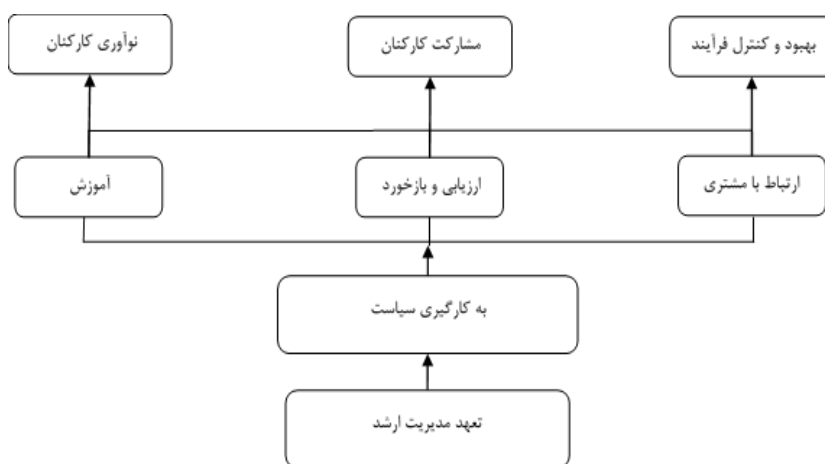 بهبود و کنترل فرآیند
مشارکت کارکنان
نوآوری کارکنان
ارتباط با مشتری
ارزیابی و بازخورد
آموزش
به کارگیری سیاست
تعهد مدیریت ارشد